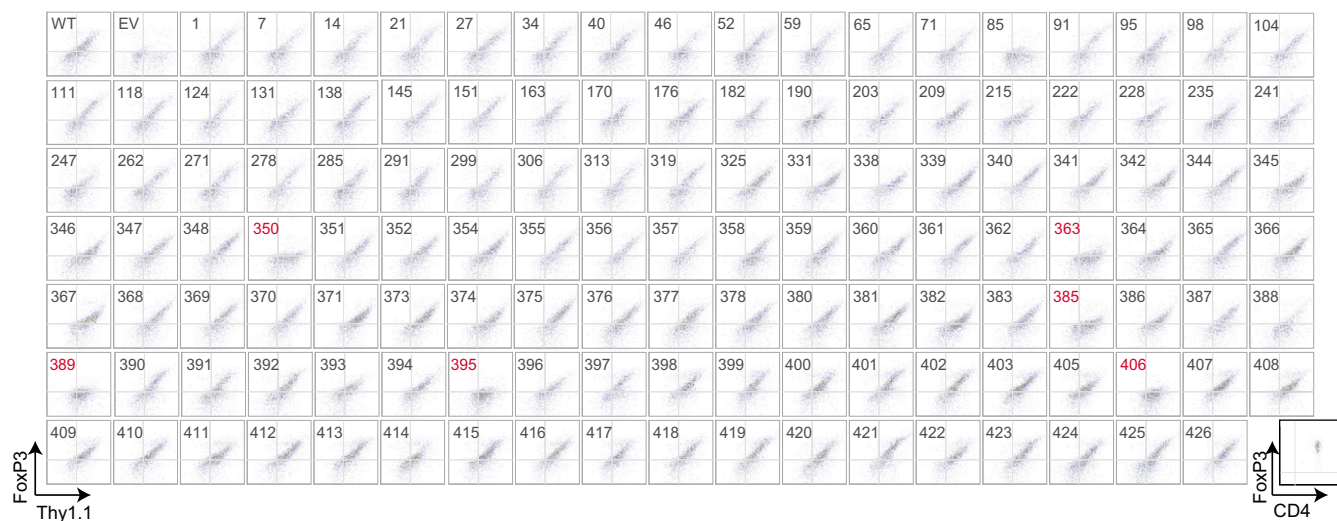 WT EV 1 7 14 21 27 34 40 46 52 59 65 71 85 91 95 98 104
111 118 124 131 138 145 151 163 170 176 182 190 203 209 215 222 228 235 241
247 262 271 278 285 291 299 306 313 319 325 331 338 339 340 341 342 344 345
346 347 348 350 351 352 354 355 356 357 358 359 360 361 362 363 364 365 366
367 368 369 370 371 373 374 375 376 377 378 380 381 382 383 385 386 387 388
389 390 391 392 393 394 395 396 397 398 399 400 401 402 403 405 406 407 408
409 410 411 412 413 414 415 416 417 418 419 420 421 422 423 424 425 426
FoxP3
Thy1.1
FoxP3
CD4